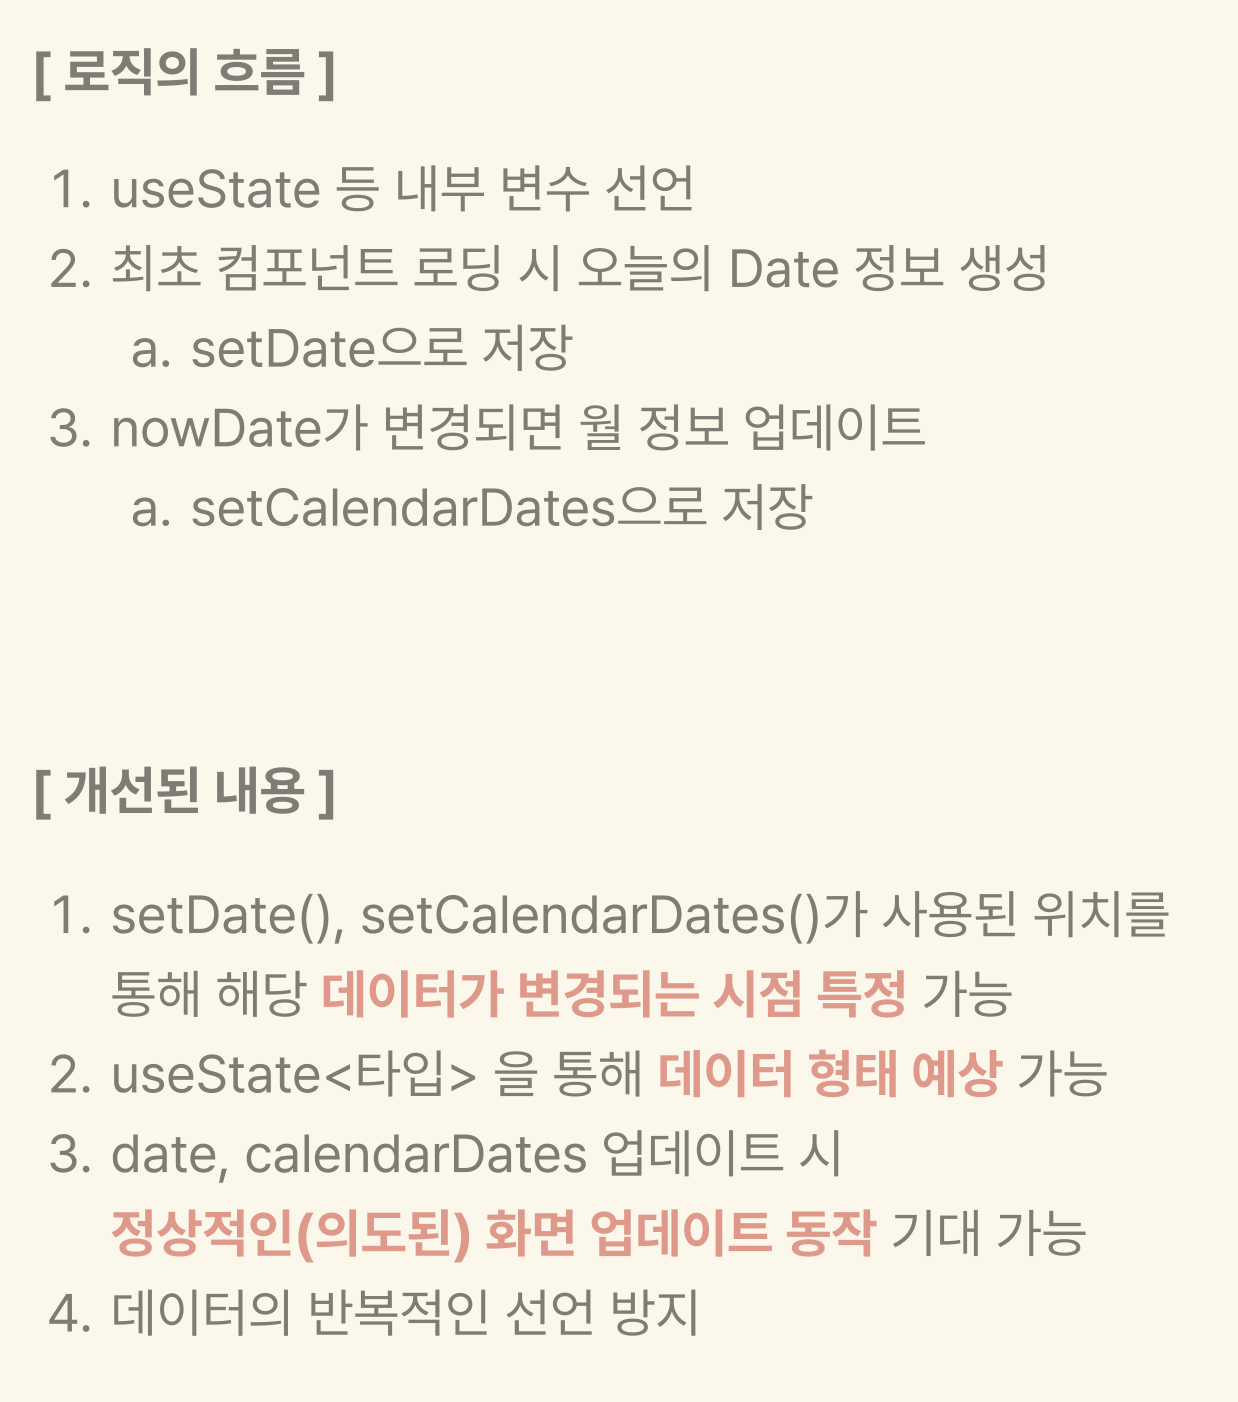 [ 로직의 흐름 ]
1. useState 등 내부 변수 선언
2. 최초 컴포넌트 로딩 시 오늘의 Date 정보 생성
a. setDate으로 저장
3. nowDate가 변경되면 월 정보 업데이트
a. setCalendarDates으로 저장
[ 개선된 내용 ]
1. setDate(), setCalendarDates()가 사용된 위치를
통해 해당 데이터가 변경되는 시점 특정 가능
2. useState<타입> 을 통해 데이터 형태 예상 가능
3. date, calendarDates 업데이트 시
정상적인(의도된) 화면 업데이트 동작 기대 가능
4. 데이터의 반복적인 선언 방지